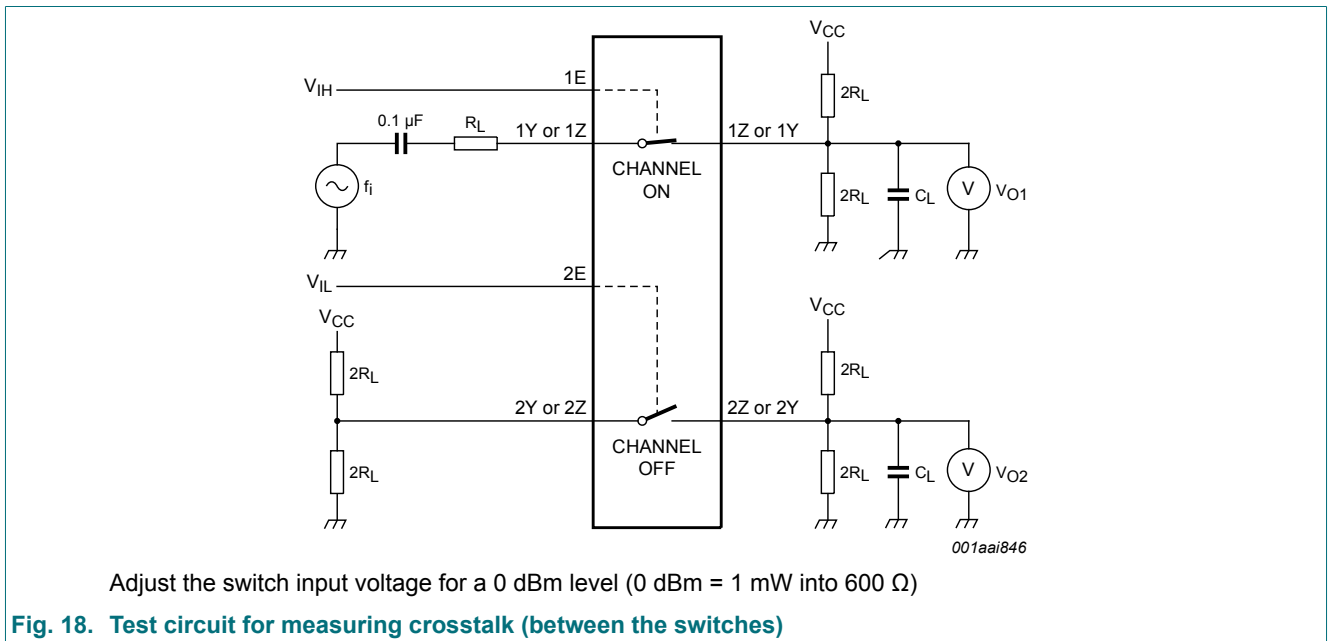 VCC
VIH
1E
2RL
0.1 µF
RL
1Y or 1Z
1Z or 1Y
CHANNEL
ON
fi
2RL
CL
V
VO1
VIL
2E
VCC
VCC
2RL
2RL
2Y or 2Z
2Z or 2Y
CHANNEL
OFF
2RL
2RL
CL
V
VO2
001aai846
Adjust the switch input voltage for a 0 dBm level (0 dBm = 1 mW into 600 Ω)
Fig. 18. Test circuit for measuring crosstalk (between the switches)